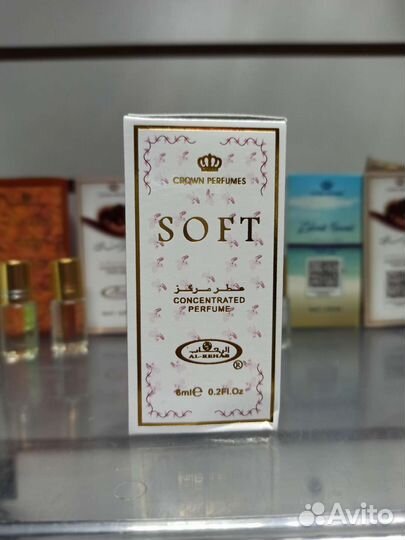 CROWN PERFUMES
SOFT
عطر مركز
CONCENTRATED
PERFUME
الرحاب
AL-REHAB
®
6ml℮ 0.2Fl.Oz
Avito